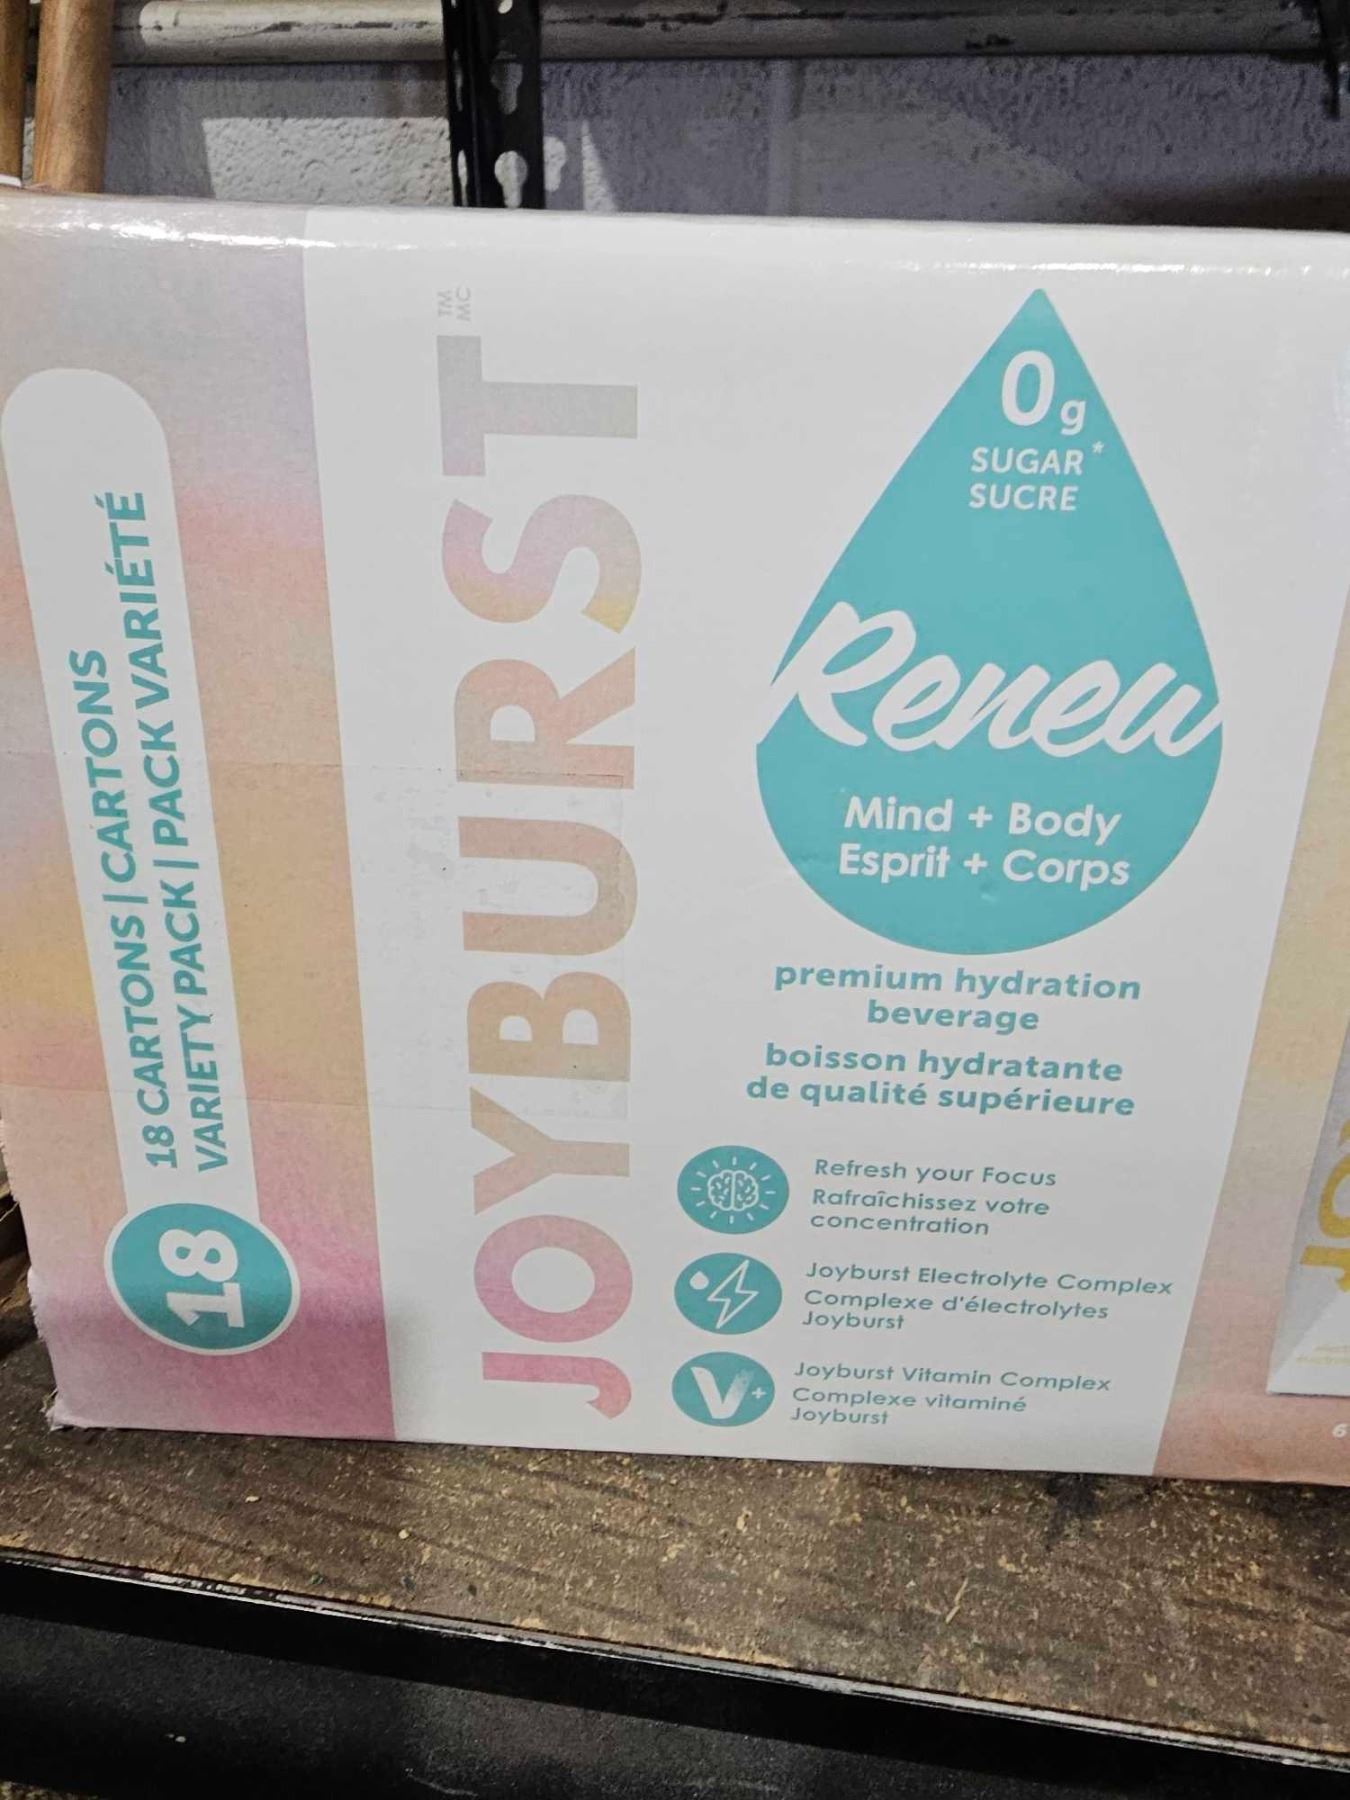 18 CARTONS | CARTONS
VARIETY PACK | PACK VARIÉTÉ
18
JOYBURST
TM
MC
0g
SUGAR*
SUCRE
Renew
Mind + Body
Esprit + Corps
premium hydration
beverage
boisson hydratante
de qualité supérieure
Refresh your Focus
Rafraîchissez votre
concentration
Joyburst Electrolyte Complex
Complexe d'électrolytes
Joyburst
V+
Joyburst Vitamin Complex
Complexe vitaminé
Joyburst
6